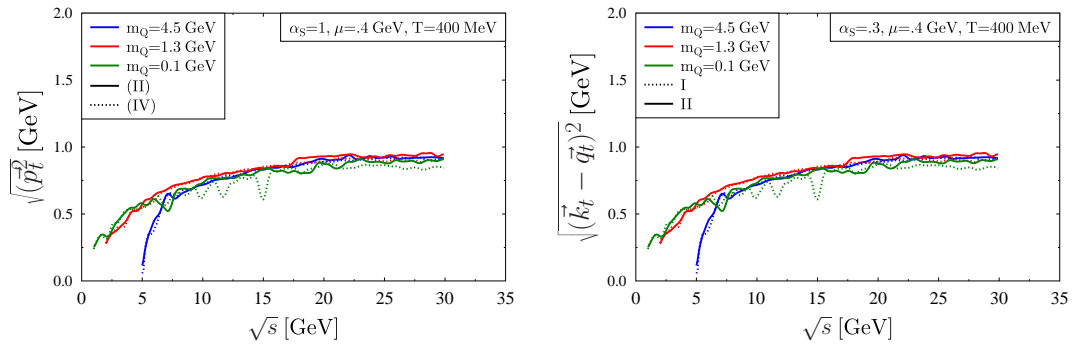 2.0
1.5
1.0
0.5
0.0
0 5 10 15 20 25 30 35
√s [GeV]
√(p⃗_t^2) [GeV]
m_Q=4.5 GeV
m_Q=1.3 GeV
m_Q=0.1 GeV
(II)
(IV)
α_S=1, μ=.4 GeV, T=400 MeV
2.0
1.5
1.0
0.5
0.0
0 5 10 15 20 25 30 35
√s [GeV]
√(k⃗_t − q⃗_t)^2 [GeV]
m_Q=4.5 GeV
m_Q=1.3 GeV
m_Q=0.1 GeV
I
II
α_S=.3, μ=.4 GeV, T=400 MeV